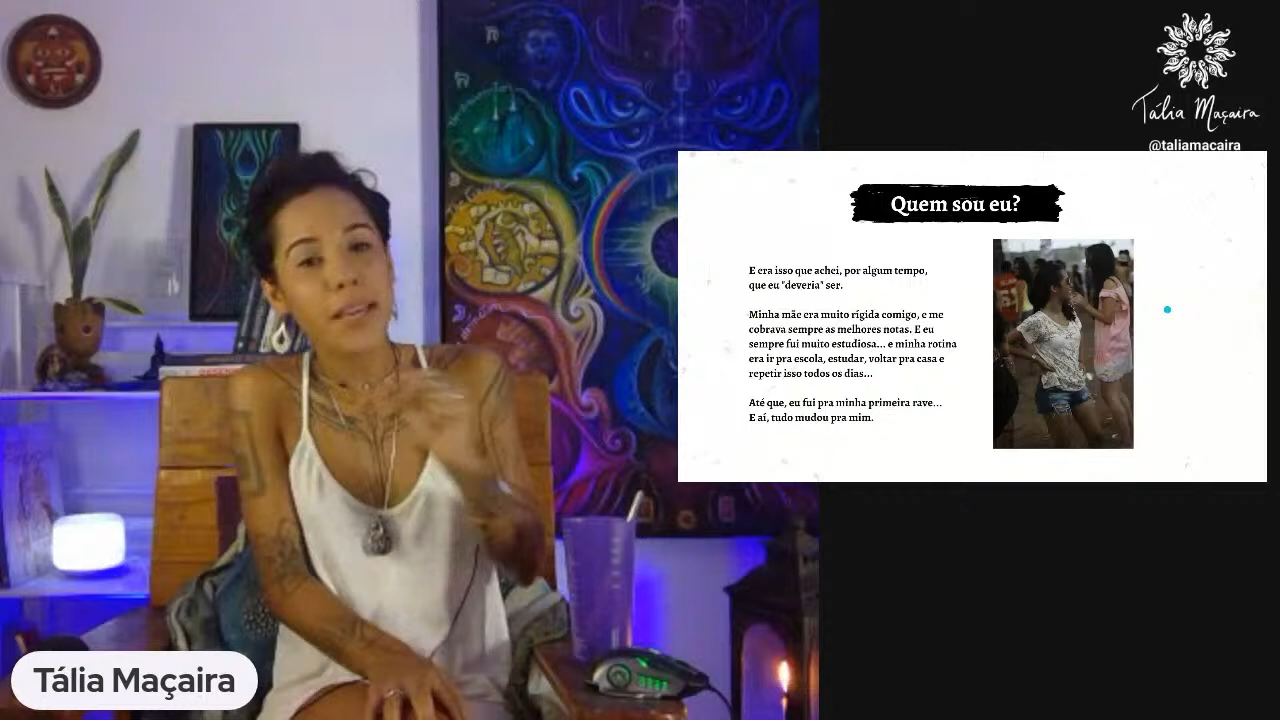 Tália Maçaira
@taliamacaira
Quem sou eu?
E era isso que achei, por algum tempo,
que eu "deveria" ser.
Minha mãe era muito rígida comigo, e me
cobrava sempre as melhores notas. E eu
sempre fui muito estudiosa... e minha rotina
era ir pra escola, estudar, voltar pra casa e
repetir isso todos os dias...
Até que, eu fui pra minha primeira rave...
E aí, tudo mudou pra mim.
Tália Maçaira